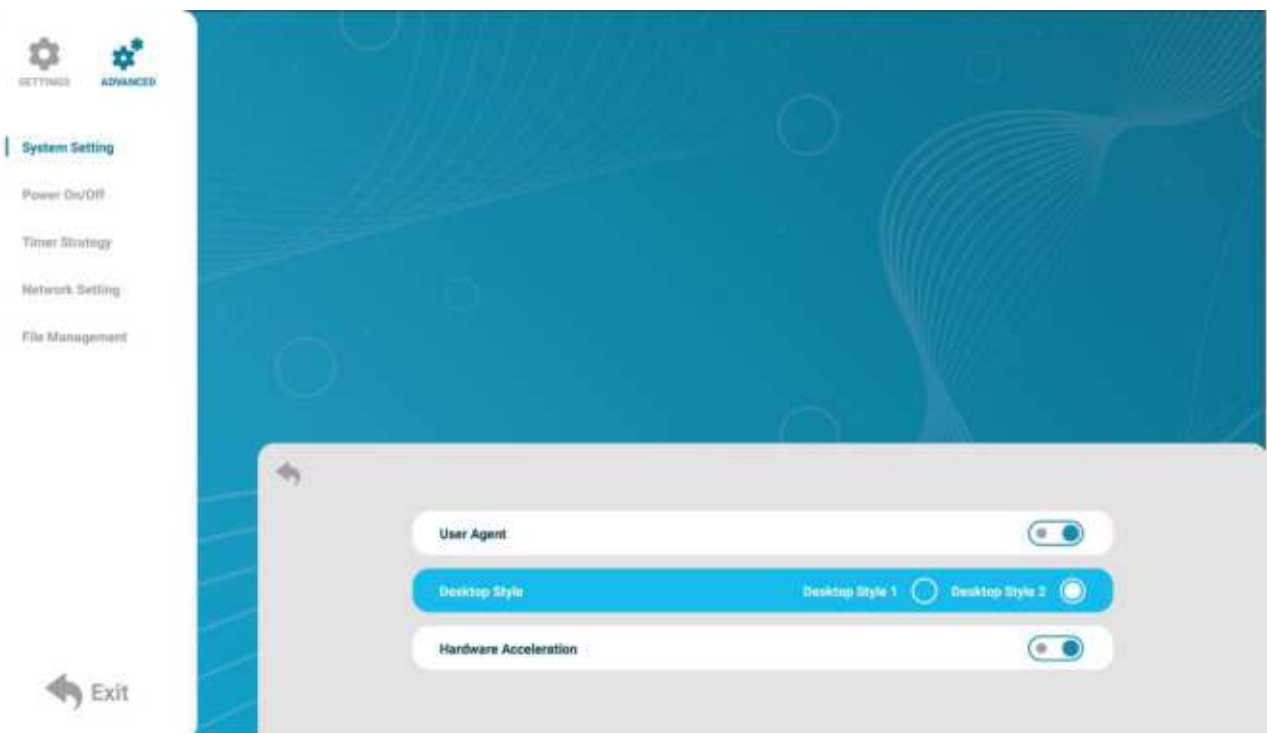 SETTINGS ADVANCED
System Setting
Power On/Off
Timer Strategy
Network Setting
File Management
User Agent
Desktop Style Desktop Style 1 Desktop Style 2
Hardware Acceleration
Exit